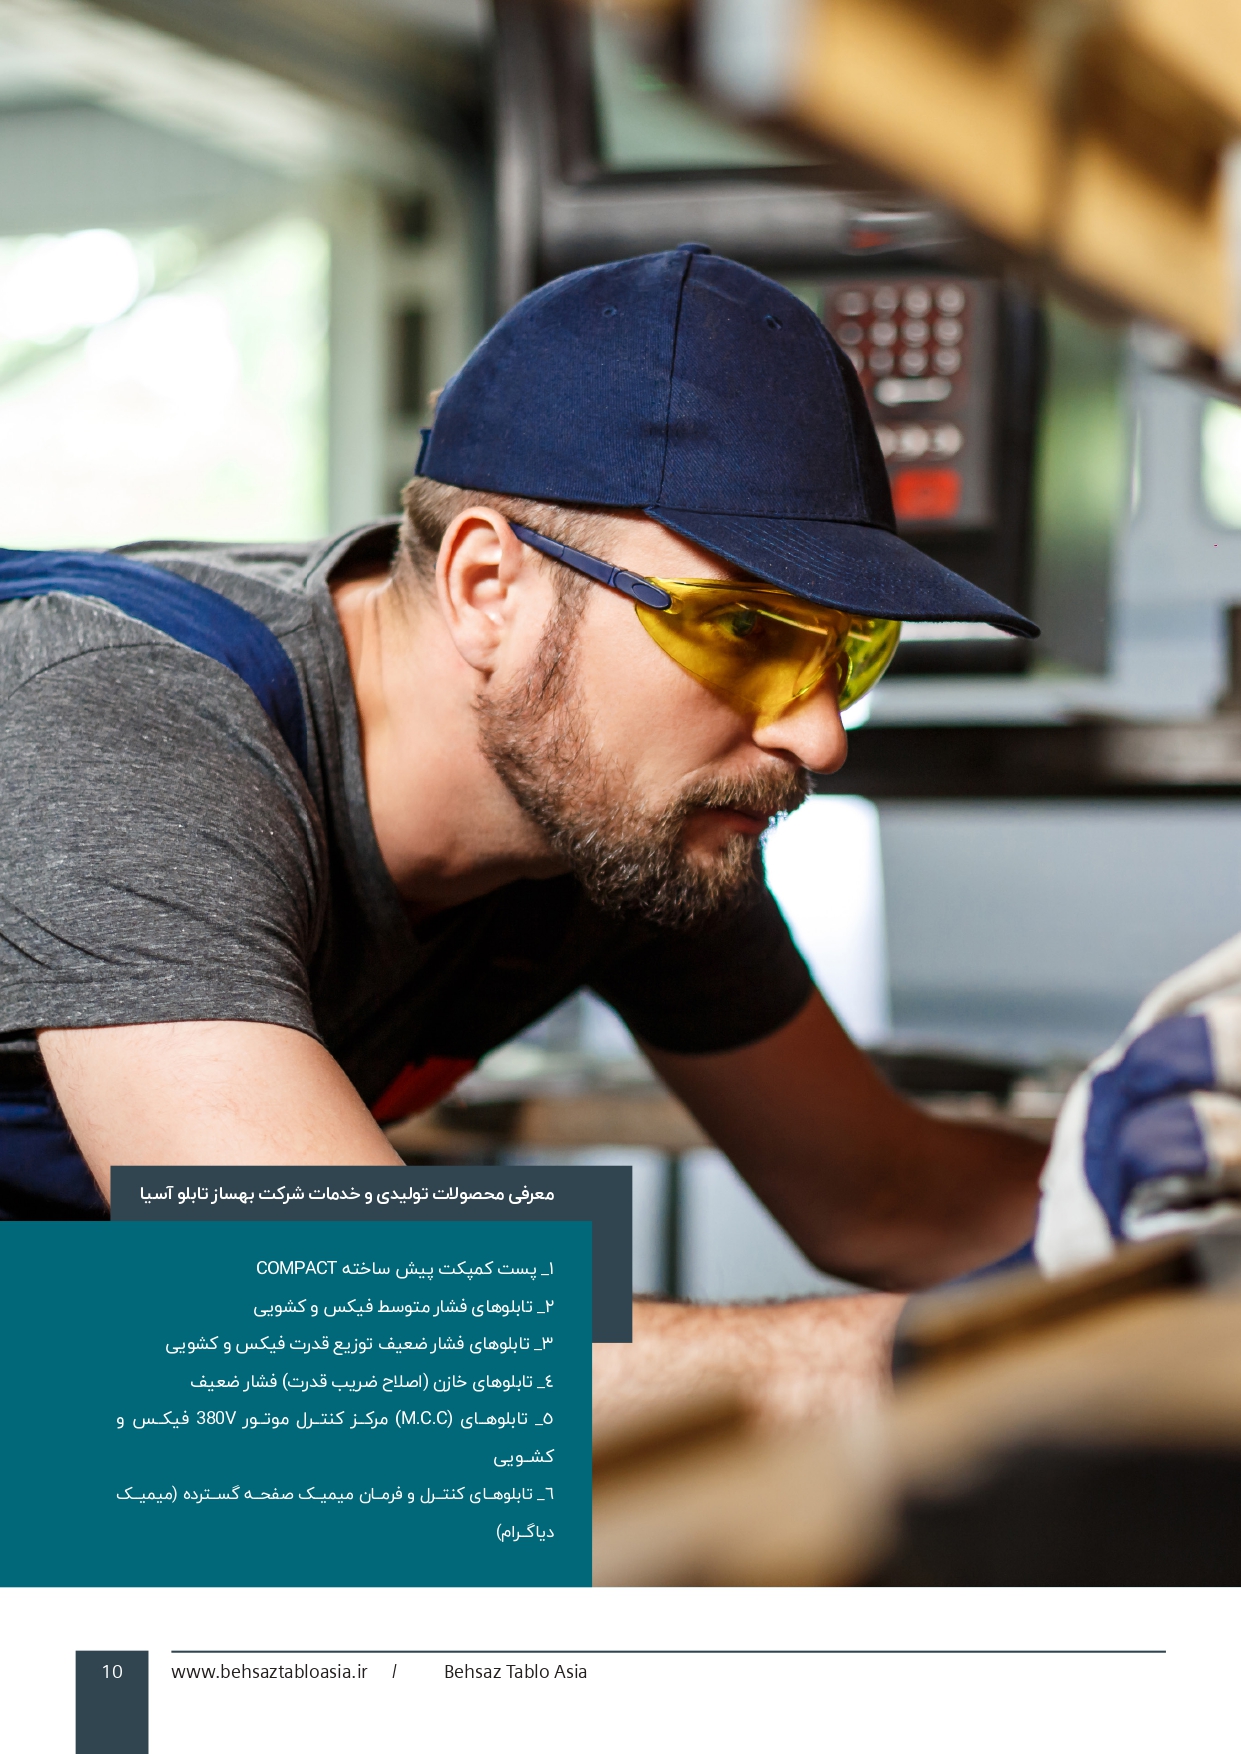 معرفی محصولات تولیدی و خدمات شرکت بهساز تابلو آسیا
۱_ پست کمپکت پیش ساخته COMPACT
۲_ تابلوهای فشار متوسط فیکس و کشویی
۳_ تابلوهای فشار ضعیف توزیع قدرت فیکس و کشویی
٤_ تابلوهای خازن (اصلاح ضریب قدرت) فشار ضعیف
٥_ تابلوهـای (M.C.C) مرکـز کنتـرل موتـور 380V فیکـس و
کشـویی
٦_ تابلوهـای کنتـرل و فرمـان میمیـک صفحـه گسـترده (میمیـک
دیاگـرام)
10 www.behsaztabloasia.ir / Behsaz Tablo Asia